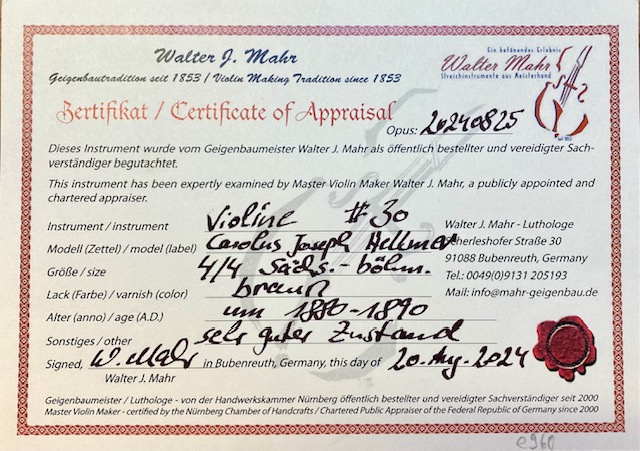 Walter J. Mahr
Geigenbautradition seit 1853 / Violin Making Tradition since 1853
Ein betönendes Erlebnis
Walter Mahr
Streichinstrumente aus Meisterhand
seit 1853
Zertifikat / Certificate of Appraisal
Opus: 20240825
Dieses Instrument wurde vom Geigenbaumeister Walter J. Mahr als öffentlich bestellter und vereidigter Sach-
verständiger begutachtet.
This instrument has been expertly examined by Master Violin Maker Walter J. Mahr, a publicly appointed and
chartered appraiser.
Instrument / instrument Violine #30
Modell (Zettel) / model (label) Carolus Joseph Hellmer
Größe / size 4/4 Sächs.-böhm.
Lack (Farbe) / varnish (color) braun
Alter (anno) / age (A.D.) um 1880-1890
Sonstiges / other sehr guter Zustand
Walter J. Mahr - Luthologe
Scherleshofer Straße 30
91088 Bubenreuth, Germany
Tel.: 0049(0)9131 205193
Mail: info@mahr-geigenbau.de
Signed, W. Mahr in Bubenreuth, Germany, this day of 20. Aug. 2024
Walter J. Mahr
Geigenbaumeister / Luthologe - von der Handwerkskammer Nürnberg öffentlich bestellter und vereidigter Sachverständiger seit 2000
Master Violin Maker - certified by the Nürnberg Chamber of Handcrafts / Chartered Public Appraiser of the Federal Republic of Germany since 2000
e960